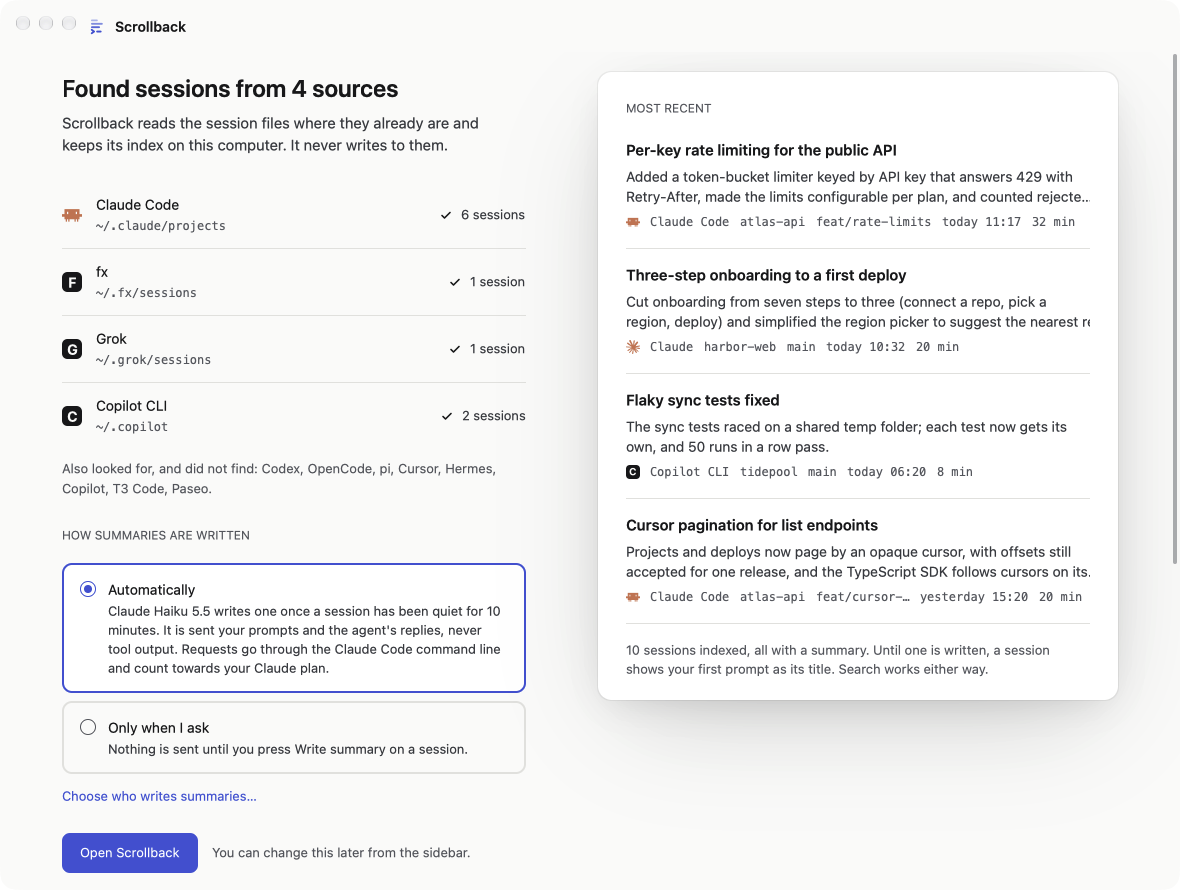 Scrollback
Found sessions from 4 sources
Scrollback reads the session files where they already are and
keeps its index on this computer. It never writes to them.
Claude Code
~/.claude/projects
6 sessions
F
fx
~/.fx/sessions
1 session
G
Grok
~/.grok/sessions
1 session
C
Copilot CLI
~/.copilot
2 sessions
Also looked for, and did not find: Codex, OpenCode, pi, Cursor, Hermes,
Copilot, T3 Code, Paseo.
HOW SUMMARIES ARE WRITTEN
Automatically
Claude Haiku 5.5 writes one once a session has been quiet for 10
minutes. It is sent your prompts and the agent's replies, never
tool output. Requests go through the Claude Code command line
and count towards your Claude plan.
Only when I ask
Nothing is sent until you press Write summary on a session.
Choose who writes summaries…
Open Scrollback
You can change this later from the sidebar.
MOST RECENT
Per-key rate limiting for the public API
Added a token-bucket limiter keyed by API key that answers 429 with
Retry-After, made the limits configurable per plan, and counted rejecte…
Claude Code atlas-api feat/rate-limits today 11:17 32 min
Three-step onboarding to a first deploy
Cut onboarding from seven steps to three (connect a repo, pick a
region, deploy) and simplified the region picker to suggest the nearest
Claude harbor-web main today 10:32 20 min
Flaky sync tests fixed
The sync tests raced on a shared temp folder; each test now gets its
own, and 50 runs in a row pass.
C Copilot CLI tidepool main today 06:20 8 min
Cursor pagination for list endpoints
Projects and deploys now page by an opaque cursor, with offsets still
accepted for one release, and the TypeScript SDK follows cursors on its.
Claude Code atlas-api feat/cursor-… yesterday 15:20 20 min
10 sessions indexed, all with a summary. Until one is written, a session
shows your first prompt as its title. Search works either way.